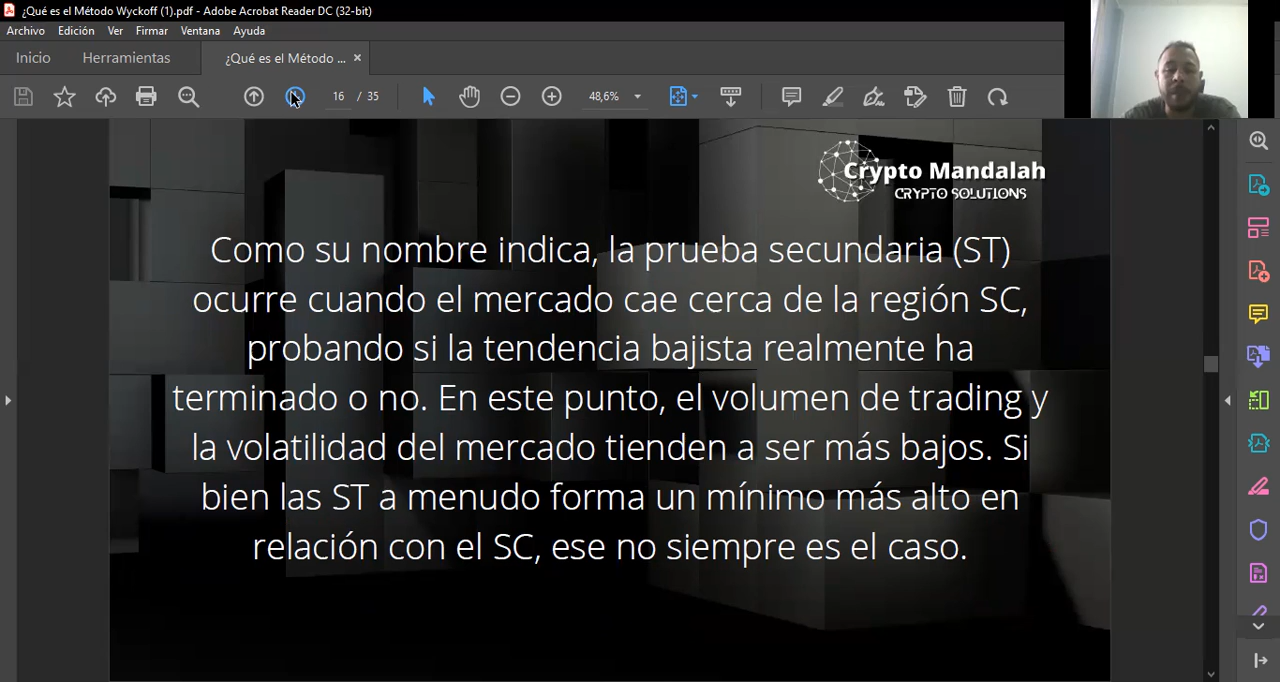 ¿Qué es el Método Wyckoff (1).pdf - Adobe Acrobat Reader DC (32-bit)
Archivo Edición Ver Firmar Ventana Ayuda
Inicio Herramientas ¿Qué es el Método ... ×
16 / 35 48,6%
Crypto Mandalah
CRYPTO SOLUTIONS
Como su nombre indica, la prueba secundaria (ST)
ocurre cuando el mercado cae cerca de la región SC,
probando si la tendencia bajista realmente ha
terminado o no. En este punto, el volumen de trading y
la volatilidad del mercado tienden a ser más bajos. Si
bien las ST a menudo forma un mínimo más alto en
relación con el SC, ese no siempre es el caso.